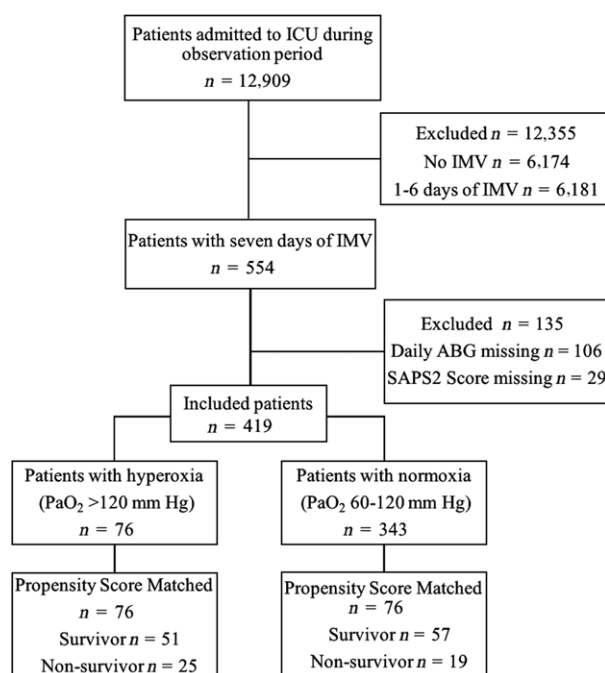 Patients admitted to ICU during
observation period
n = 12,909
Excluded n = 12,355
No IMV n = 6,174
1-6 days of IMV n = 6,181
Patients with seven days of IMV
n = 554
Excluded n = 135
Daily ABG missing n = 106
SAPS2 Score missing n = 29
Included patients
n = 419
Patients with hyperoxia
(PaO₂ >120 mm Hg)
n = 76
Patients with normoxia
(PaO₂ 60-120 mm Hg)
n = 343
Propensity Score Matched
n = 76
Survivor n = 51
Non-survivor n = 25
Propensity Score Matched
n = 76
Survivor n = 57
Non-survivor n = 19